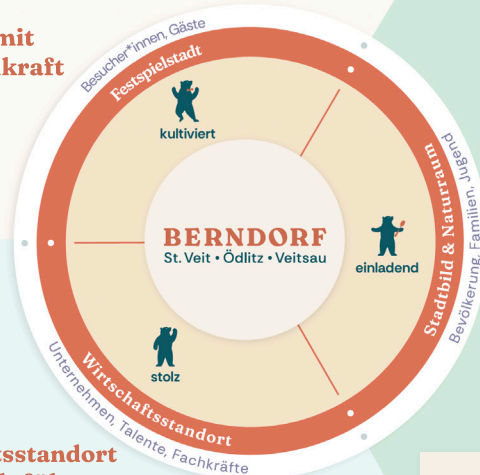 mit
kraft
Besucher*innen, Gäste
Festspielstadt
kultiviert
BERNDORF
St. Veit • Ödlitz • Veitsau
einladend
Stadtbild & Naturraum
Bevölkerung, Familien, Jugend
stolz
Wirtschaftsstandort
Unternehmen, Talente, Fachkräfte
tsstandort